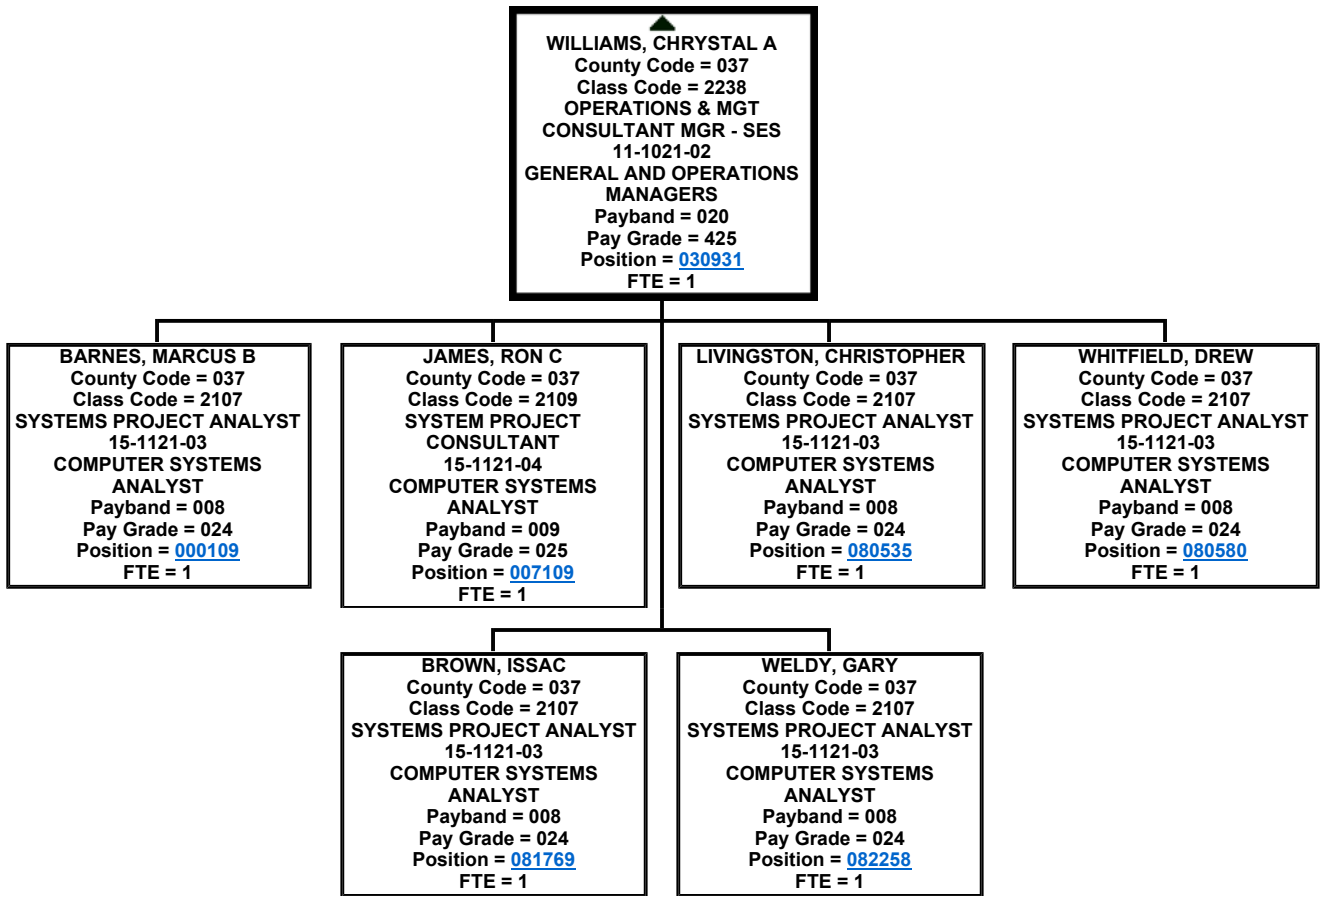 WILLIAMS, CHRYSTAL A
County Code = 037
Class Code = 2238
OPERATIONS & MGT
CONSULTANT MGR - SES
11-1021-02
GENERAL AND OPERATIONS
MANAGERS
Payband = 020
Pay Grade = 425
Position = 030931
FTE = 1
BARNES, MARCUS B
County Code = 037
Class Code = 2107
SYSTEMS PROJECT ANALYST
15-1121-03
COMPUTER SYSTEMS
ANALYST
Payband = 008
Pay Grade = 024
Position = 000109
FTE = 1
JAMES, RON C
County Code = 037
Class Code = 2109
SYSTEM PROJECT
CONSULTANT
15-1121-04
COMPUTER SYSTEMS
ANALYST
Payband = 009
Pay Grade = 025
Position = 007109
FTE = 1
LIVINGSTON, CHRISTOPHER
County Code = 037
Class Code = 2107
SYSTEMS PROJECT ANALYST
15-1121-03
COMPUTER SYSTEMS
ANALYST
Payband = 008
Pay Grade = 024
Position = 080535
FTE = 1
WHITFIELD, DREW
County Code = 037
Class Code = 2107
SYSTEMS PROJECT ANALYST
15-1121-03
COMPUTER SYSTEMS
ANALYST
Payband = 008
Pay Grade = 024
Position = 080580
FTE = 1
BROWN, ISSAC
County Code = 037
Class Code = 2107
SYSTEMS PROJECT ANALYST
15-1121-03
COMPUTER SYSTEMS
ANALYST
Payband = 008
Pay Grade = 024
Position = 081769
FTE = 1
WELDY, GARY
County Code = 037
Class Code = 2107
SYSTEMS PROJECT ANALYST
15-1121-03
COMPUTER SYSTEMS
ANALYST
Payband = 008
Pay Grade = 024
Position = 082258
FTE = 1